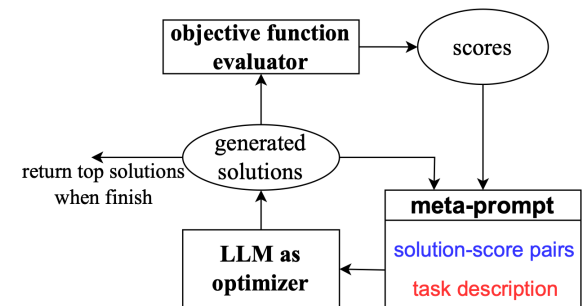 objective function
evaluator
scores
generated
solutions
return top solutions
when finish
meta-prompt
solution-score pairs
task description
LLM as
optimizer